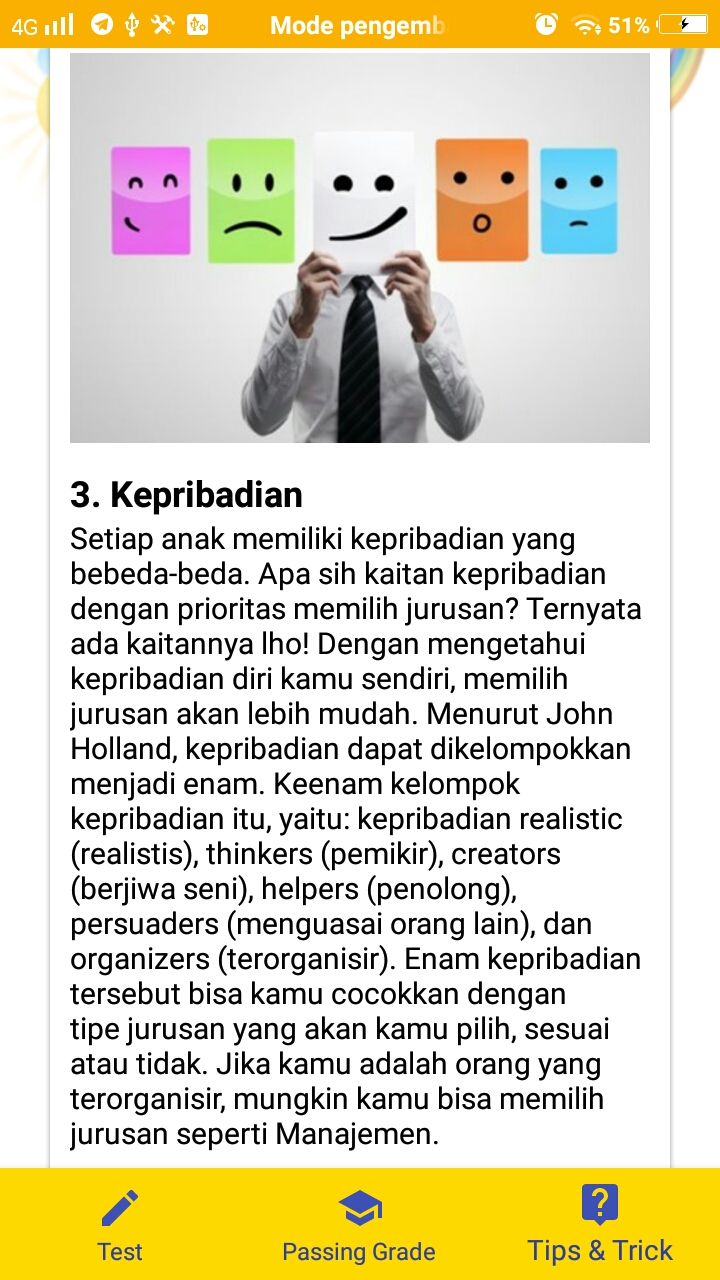 4G
Mode pengemb
51%
3. Kepribadian
Setiap anak memiliki kepribadian yang
bebeda-beda. Apa sih kaitan kepribadian
dengan prioritas memilih jurusan? Ternyata
ada kaitannya lho! Dengan mengetahui
kepribadian diri kamu sendiri, memilih
jurusan akan lebih mudah. Menurut John
Holland, kepribadian dapat dikelompokkan
menjadi enam. Keenam kelompok
kepribadian itu, yaitu: kepribadian realistic
(realistis), thinkers (pemikir), creators
(berjiwa seni), helpers (penolong),
persuaders (menguasai orang lain), dan
organizers (terorganisir). Enam kepribadian
tersebut bisa kamu cocokkan dengan
tipe jurusan yang akan kamu pilih, sesuai
atau tidak. Jika kamu adalah orang yang
terorganisir, mungkin kamu bisa memilih
jurusan seperti Manajemen.
Test
Passing Grade
Tips & Trick